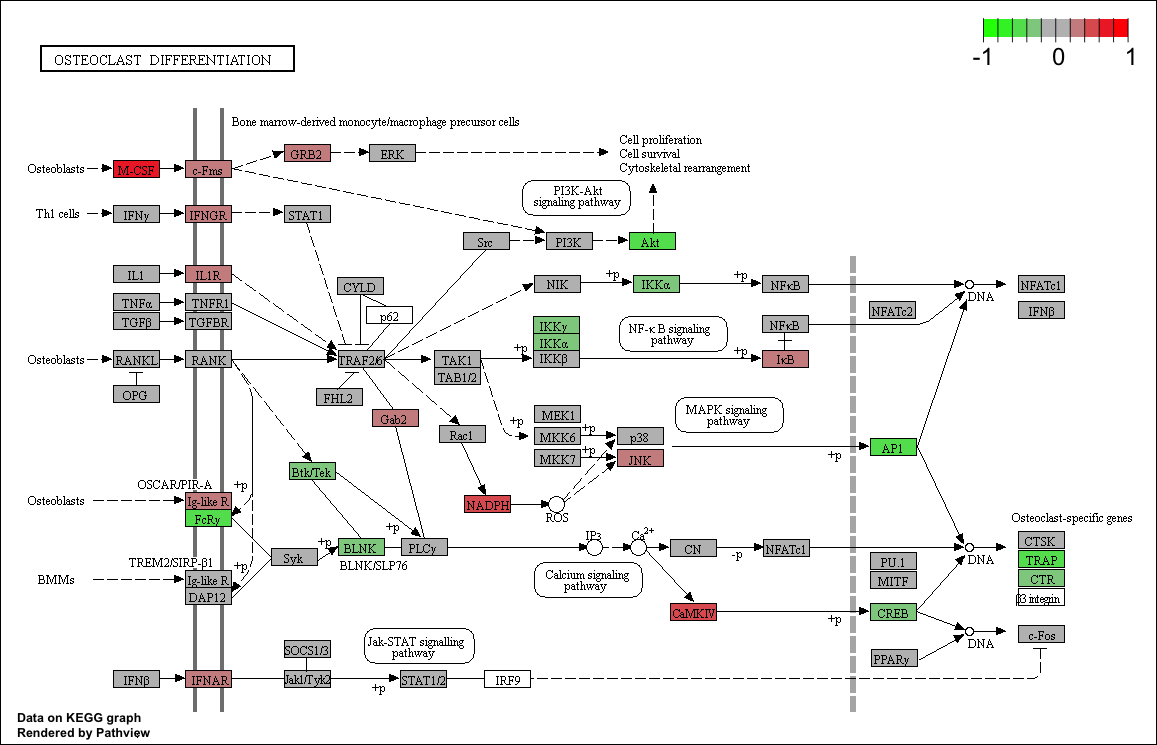 -1 0 1
OSTEOCLAST DIFFERENTIATION
Bone marrow-derived monocyte/macrophage precursor cells
Osteoblasts M-CSF c-Fms GRB2 ERK
Cell proliferation
Cell survival
Cytoskeletal rearrangement
PI3K-Akt
signaling pathway
Th1 cells IFNγ IFNGR STAT1
Src PI3K Akt
IL1 IL1R
CYLD
p62
NIK +p IKKα +p NFκB
DNA
NFATc1
IFNβ
NFATc2
TNFα TNFR1
TGFβ TGFBR
IKKγ
IKKα
IKKβ
+p
NF-κ B signaling
pathway
NFκB
+p IκB
Osteoblasts RANKL RANK TRAF2/6 TAK1
TAB1/2
OPG
FHL2
Gab2
Rac1
MEK1
MKK6 +p p38
MKK7 +p JNK
+p
MAPK signaling
pathway
+p AP1
Btk/Tek
OSCAR/PIR-A +p
Osteoblasts Ig-like R
FcRγ
NADPH ROS
IP3 Ca2+
Syk +p BLNK +p PLCγ
BLNK/SLP76
CN -p NFATc1
DNA
Osteoclast-specific genes
CTSK
TRAP
CTR
β3 integrin
PU.1
MITF
TREM2/SIRP-β1 +p
BMMs Ig-like R
DAP12
Calcium signaling
pathway
CaMKIV +p CREB
DNA
c-Fos
PPARγ
Jak-STAT signalling
pathway
SOCS1/3
IFNβ IFNAR Jak1/Tyk2 +p STAT1/2 IRF9
Data on KEGG graph
Rendered by Pathview